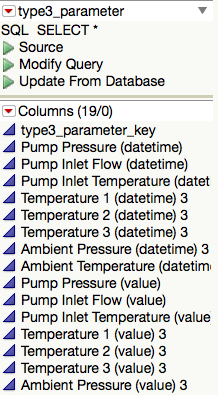 type3_parameter
SQL SELECT *
Source
Modify Query
Update From Database
Columns (19/0)
type3_parameter_key
Pump Pressure (datetime)
Pump Inlet Flow (datetime)
Pump Inlet Temperature (datet
Temperature 1 (datetime) 3
Temperature 2 (datetime) 3
Temperature 3 (datetime) 3
Ambient Pressure (datetime) 3
Ambient Temperature (datetim
Pump Pressure (value)
Pump Inlet Flow (value)
Pump Inlet Temperature (value
Temperature 1 (value) 3
Temperature 2 (value) 3
Temperature 3 (value) 3
Ambient Pressure (value) 3